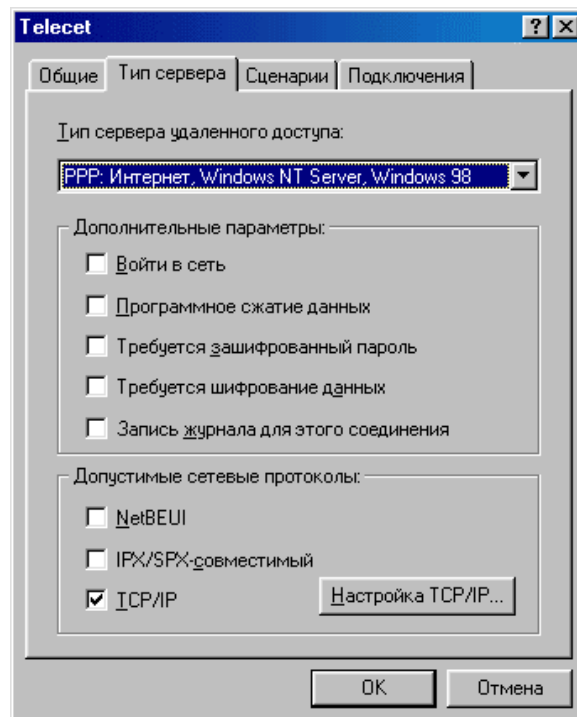 Telecet
Общие Тип сервера Сценарии Подключения
Тип сервера удаленного доступа:
PPP: Интернет, Windows NT Server, Windows 98
Дополнительные параметры:
Войти в сеть
Программное сжатие данных
Требуется зашифрованный пароль
Требуется шифрование данных
Запись журнала для этого соединения
Допустимые сетевые протоколы:
NetBEUI
IPX/SPX-совместимый
TCP/IP Настройка TCP/IP...
OK Отмена